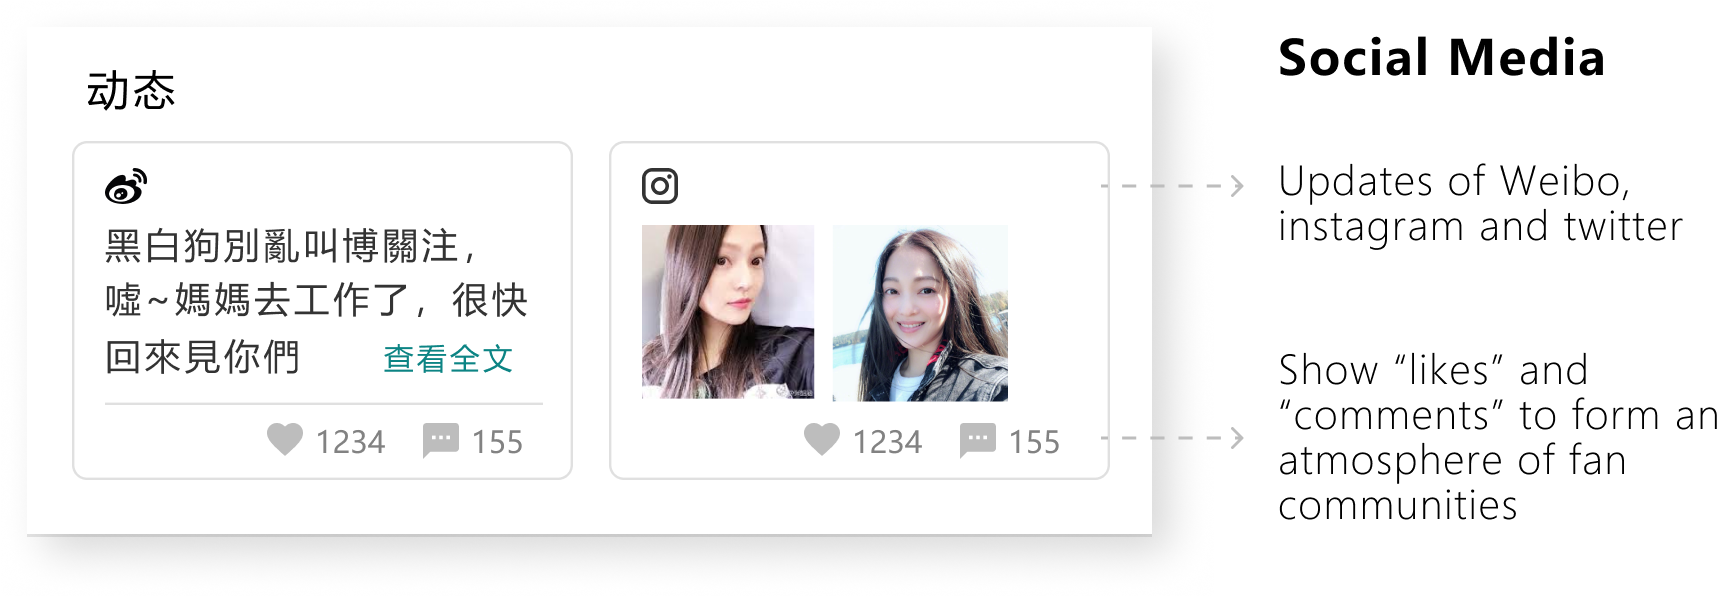 动态
黑白狗別亂叫博關注，
噓~媽媽去工作了，很快
回來見你們 查看全文
1234 155
1234 155
Social Media
Updates of Weibo,
instagram and twitter
Show “likes” and
“comments” to form an
atmosphere of fan
communities